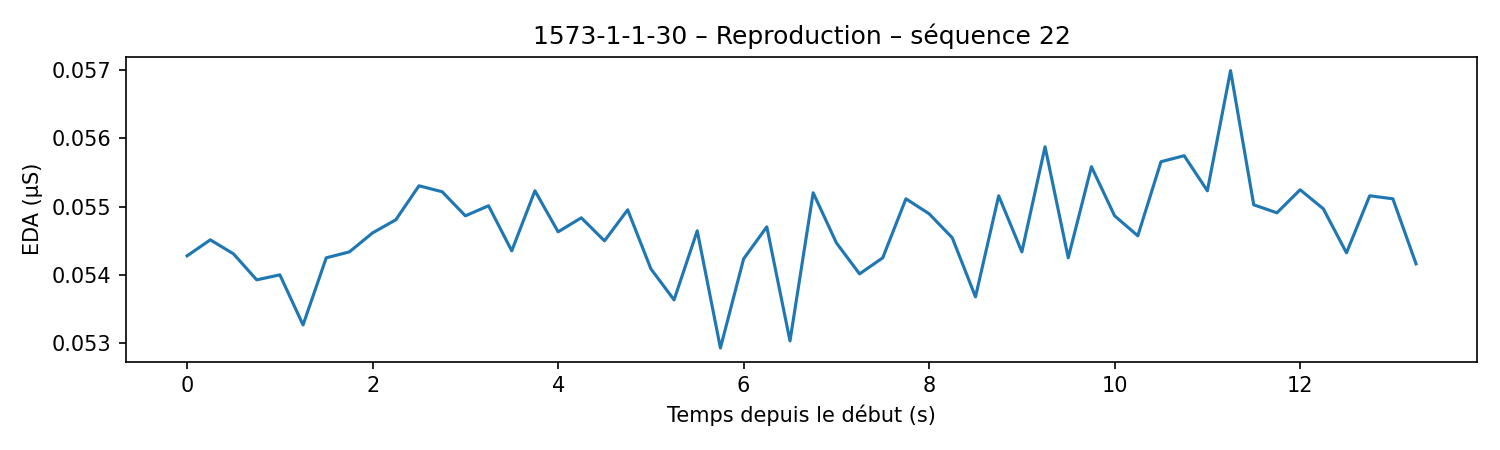 1573-1-1-30 – Reproduction – séquence 22
EDA (µS)
0.057
0.056
0.055
0.054
0.053
0 2 4 6 8 10 12
Temps depuis le début (s)